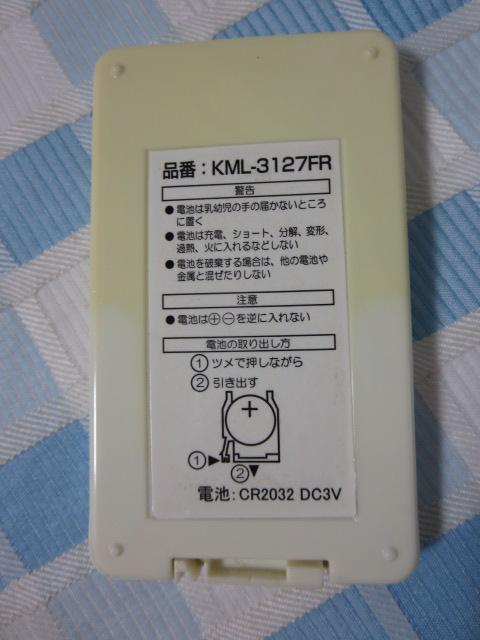 品番：KML-3127FR
警告
●電池は乳幼児の手の届かないところ
に置く
●電池は充電、ショート、分解、変形、
過熱、火に入れるなどしない
●電池を破棄する場合は、他の電池や
金属と混ぜたりしない
注意
●電池は⊕⊖を逆に入れない
電池の取り出し方
①ツメで押しながら
②引き出す
+
①▶
②▼
電池：CR2032 DC3V